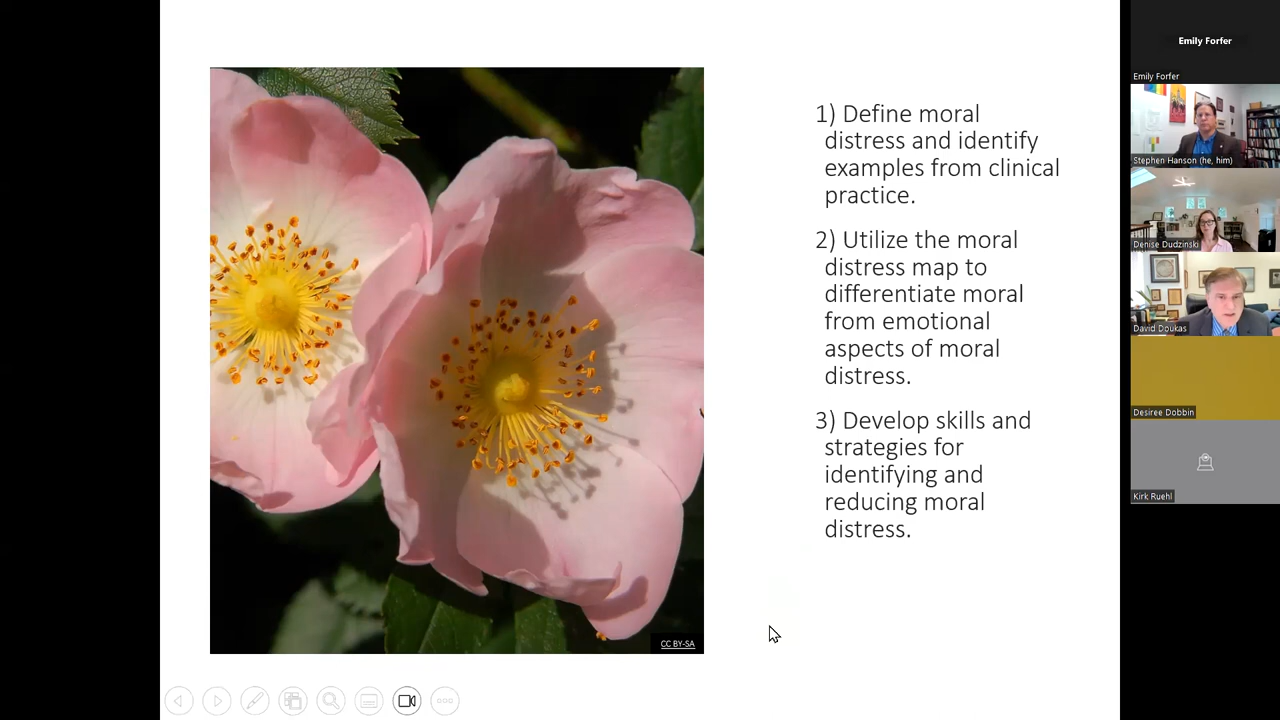 1) Define moral
distress and identify
examples from clinical
practice.
2) Utilize the moral
distress map to
differentiate moral
from emotional
aspects of moral
distress.
3) Develop skills and
strategies for
identifying and
reducing moral
distress.
CC BY-SA
Emily Forfer
Emily Forfer
Stephen Hanson (he, him)
Denise Dudzinski
David Doukas
Desiree Dobbin
Kirk Ruehl